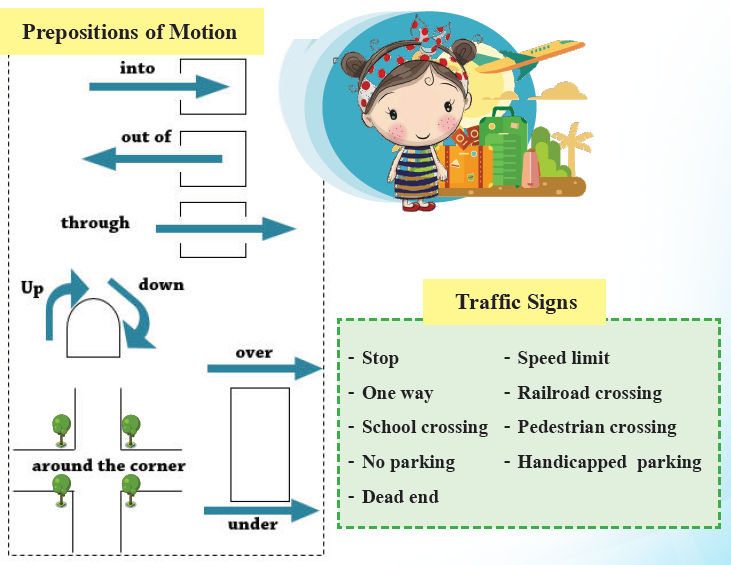 Prepositions of Motion
into
out of
through
Up
down
over
around the corner
under
Traffic Signs
- Stop
- One way
- School crossing
- No parking
- Dead end
- Speed limit
- Railroad crossing
- Pedestrian crossing
- Handicapped parking